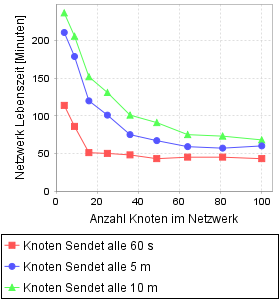 Netzwerk Lebenszeit [Minuten]
200
150
100
50
0
0 20 40 60 80 100
Anzahl Knoten im Netzwerk
Knoten Sendet alle 60 s
Knoten Sendet alle 5 m
Knoten Sendet alle 10 m